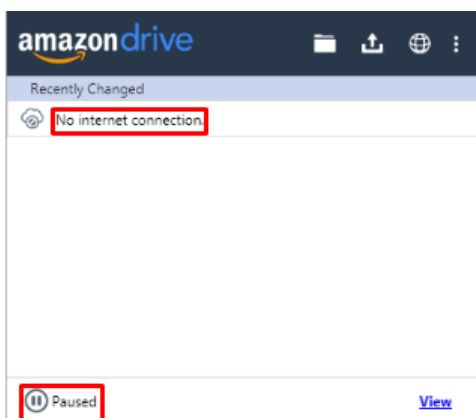 amazondrive
Recently Changed
No internet connection.
Paused
View